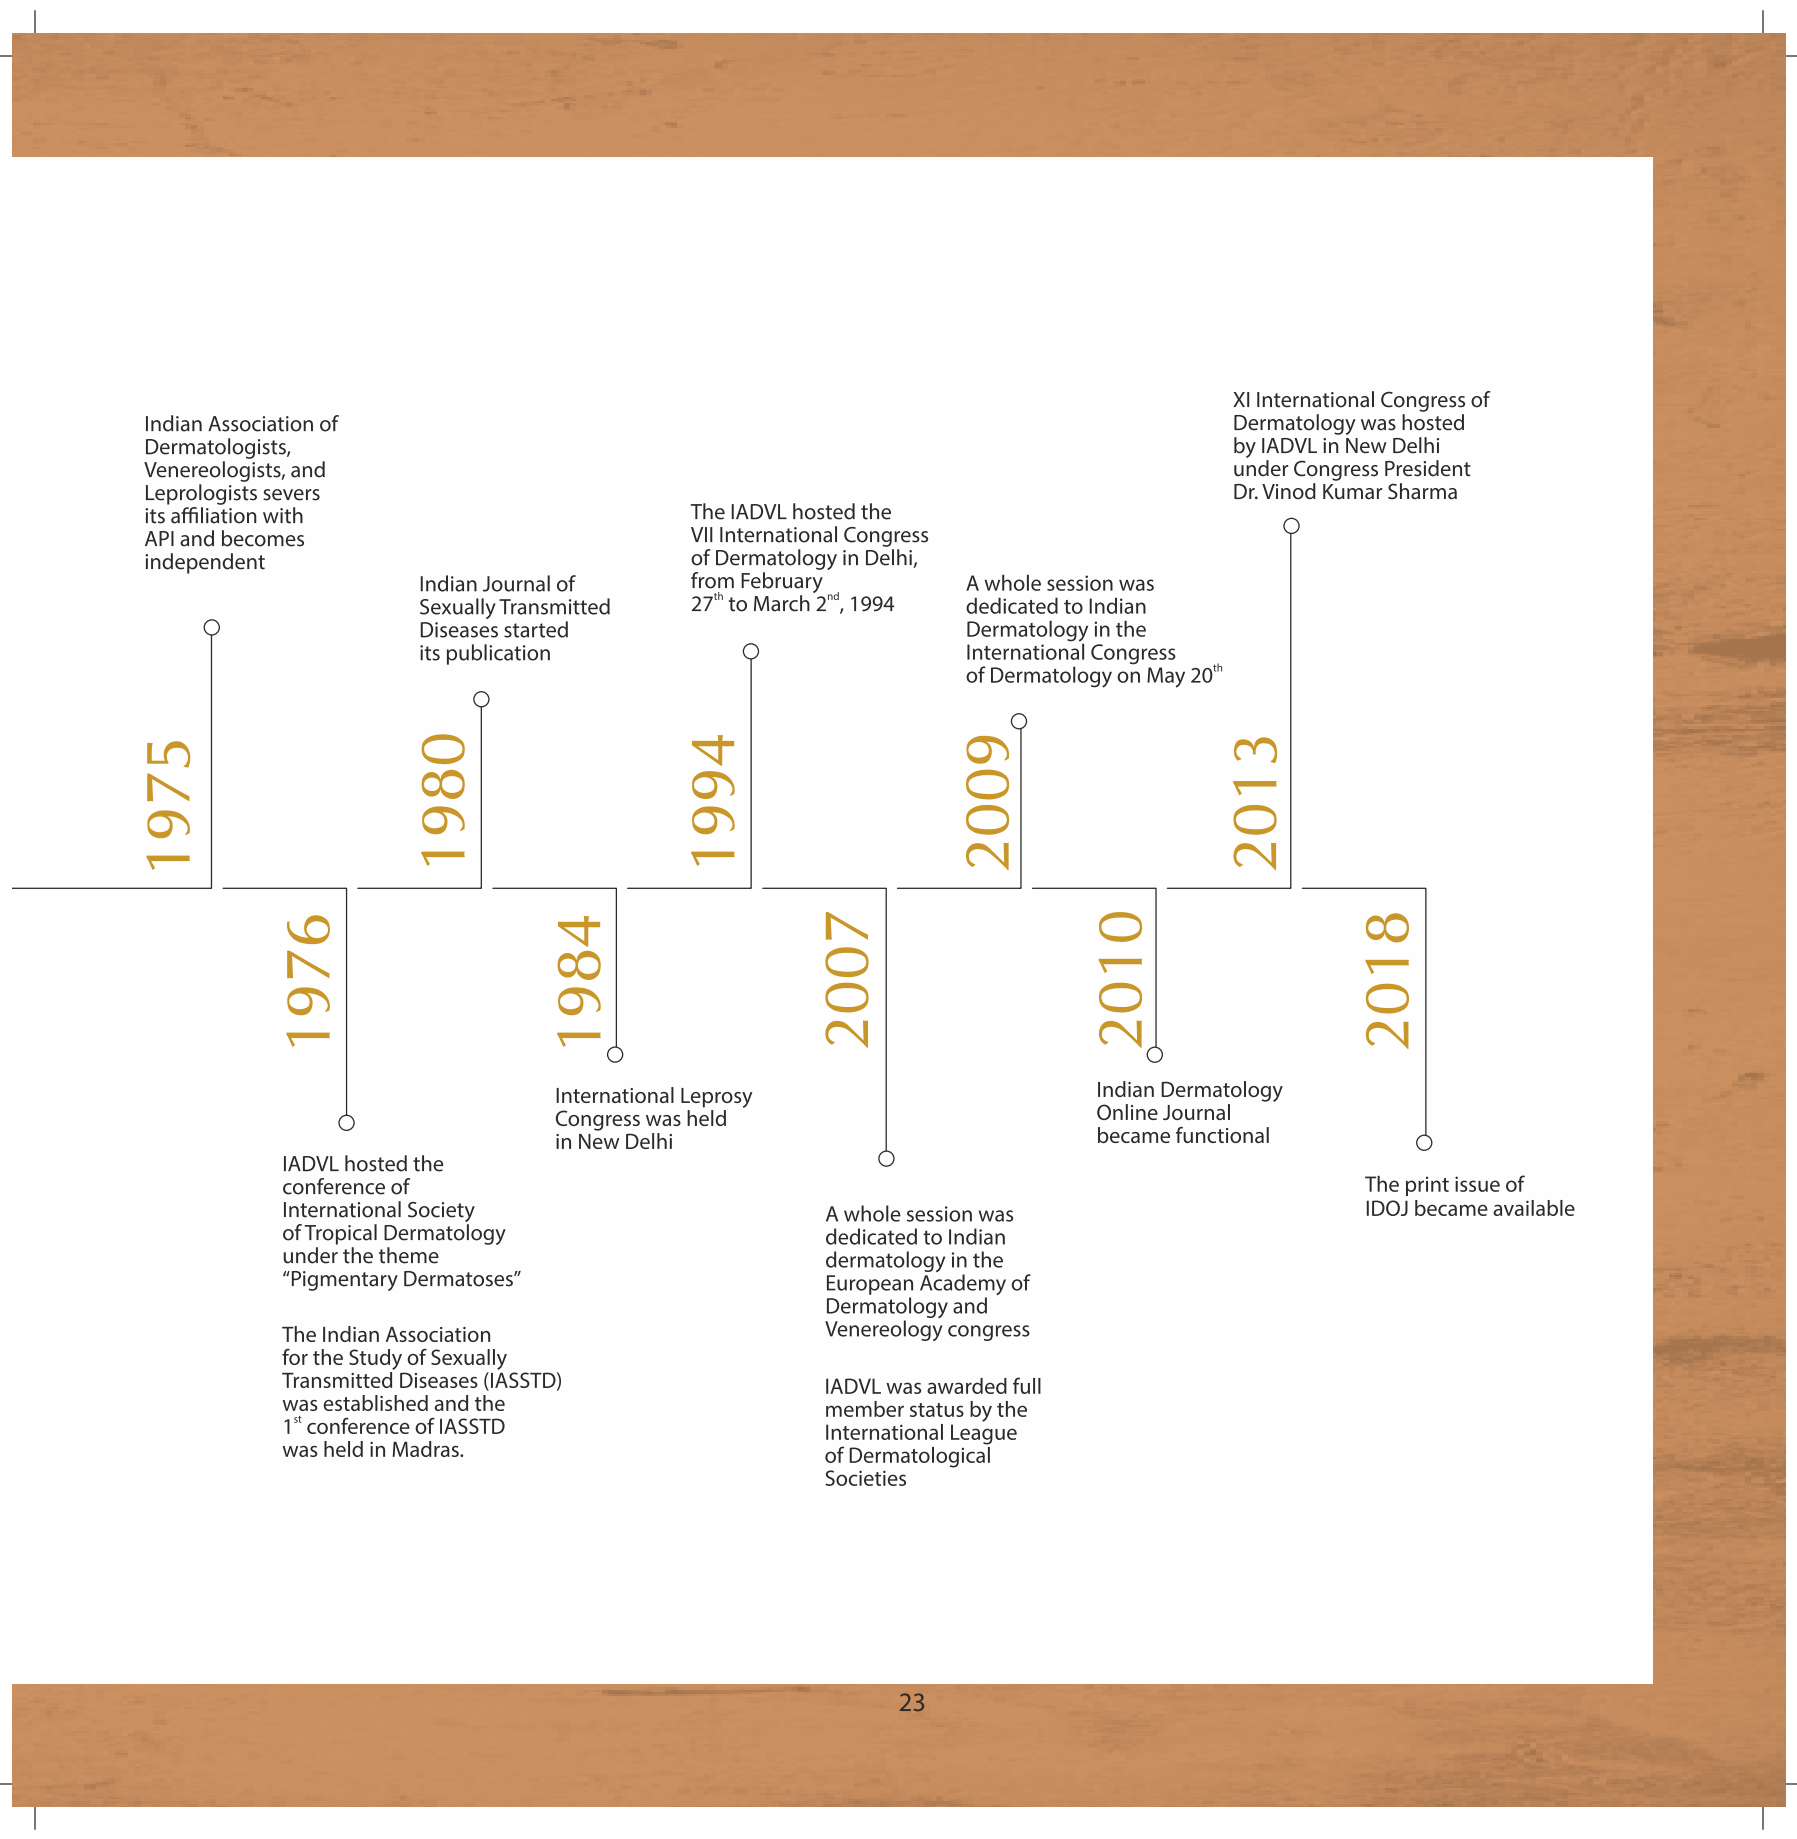 Indian Association of
Dermatologists,
Venereologists, and
Leprologists severs
its affiliation with
API and becomes
independent
1975
IADVL hosted the
conference of
International Society
of Tropical Dermatology
under the theme
“Pigmentary Dermatoses”
The Indian Association
for the Study of Sexually
Transmitted Diseases (IASSTD)
was established and the
1st conference of IASSTD
was held in Madras.
1976
Indian Journal of
Sexually Transmitted
Diseases started
its publication
1980
1984
International Leprosy
Congress was held
in New Delhi
The IADVL hosted the
VII International Congress
of Dermatology in Delhi,
from February
27th to March 2nd, 1994
1994
2007
A whole session was
dedicated to Indian
dermatology in the
European Academy of
Dermatology and
Venereology congress
IADVL was awarded full
member status by the
International League
of Dermatological
Societies
A whole session was
dedicated to Indian
Dermatology in the
International Congress
of Dermatology on May 20th
2009
2010
Indian Dermatology
Online Journal
became functional
XI International Congress of
Dermatology was hosted
by IADVL in New Delhi
under Congress President
Dr. Vinod Kumar Sharma
2013
2018
The print issue of
IDOJ became available
23